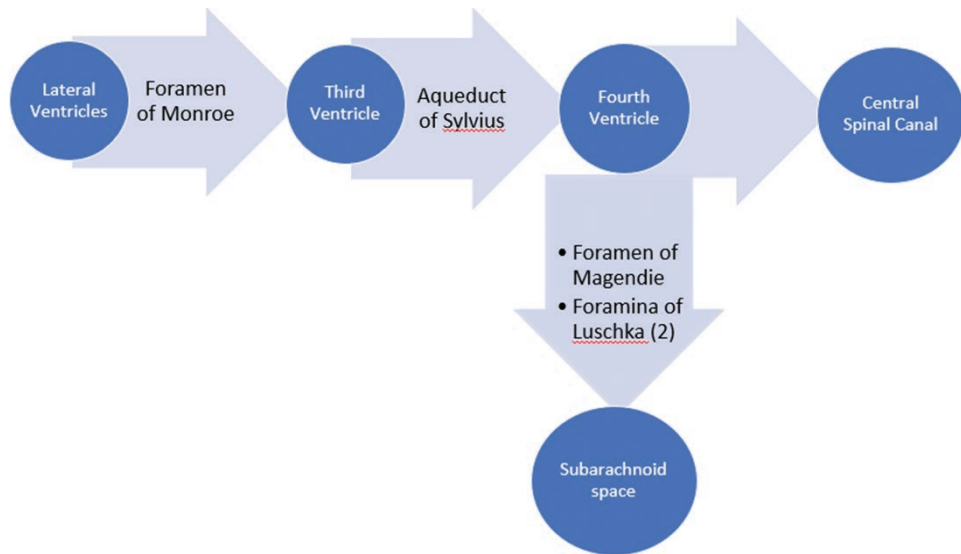 Lateral
Ventricles
Foramen
of Monroe
Third
Ventricle
Aqueduct
of Sylvius
Fourth
Ventricle
Central
Spinal Canal
• Foramen of
Magendie
• Foramina of
Luschka (2)
Subarachnoid
space